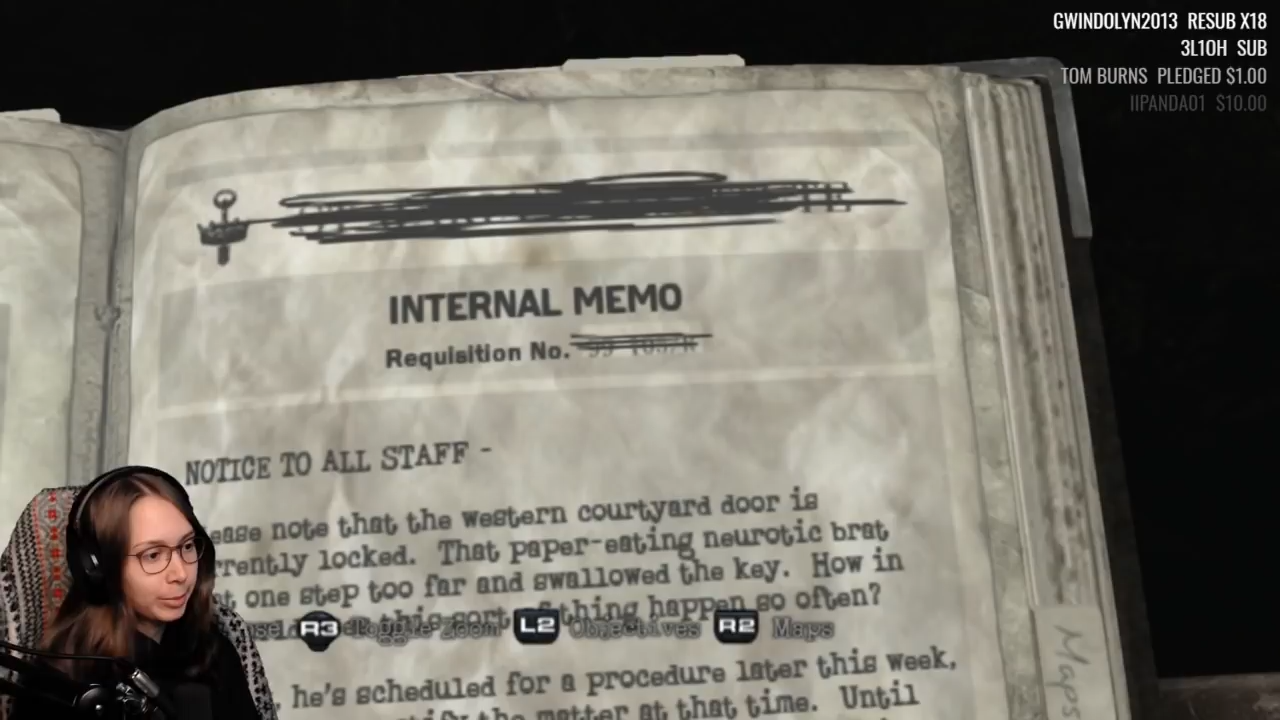 GWINDOLYN2013 RESUB X18
3L1OH SUB
TOM BURNS PLEDGED $1.00
IIPANDA01 $10.00
INTERNAL MEMO
Requisition No.
NOTICE TO ALL STAFF -
note that the western courtyard door is
locked. That paper-eating neurotic brat
one step too far and swallowed the key. How in
this sort thing happen so often?
R3 Toggle Zoom L2 Objectives R2 Maps
he's scheduled for a procedure later this week,
the matter at that time. Until
Maps